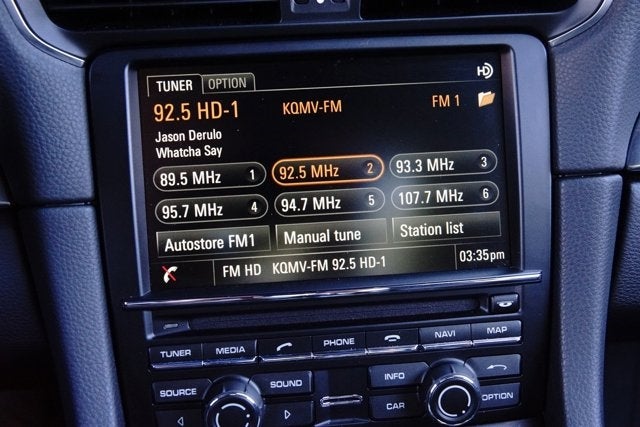 TUNER OPTION HD
92.5 HD-1 KQMV-FM FM 1
Jason Derulo
Whatcha Say
89.5 MHz 1 92.5 MHz 2 93.3 MHz 3
95.7 MHz 4 94.7 MHz 5 107.7 MHz 6
Autostore FM1 Manual tune Station list
FM HD KQMV-FM 92.5 HD-1 03:35pm
TUNER MEDIA PHONE NAVI MAP
SOURCE SOUND INFO
CAR OPTION